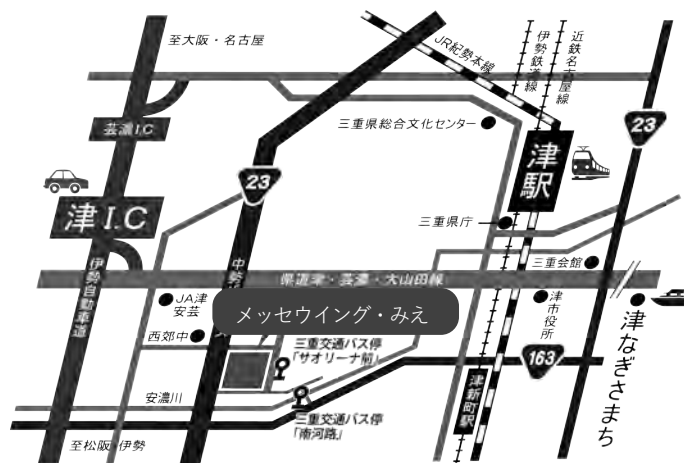 至大阪・名古屋
JR紀勢本線
伊勢鉄道線
近鉄名古屋線
芸濃I.C
三重県総合文化センター
23
津駅
23
津I.C
三重県庁
伊勢自動車道
中勢
県道津・芸濃・大山田線
三重会館
JA津
安芸
メッセウイング・みえ
津市役所
津なぎさまち
西郊中
三重交通バス停
「サオリーナ前」
163
安濃川
津新町駅
三重交通バス停
「南河路」
至松阪・伊勢